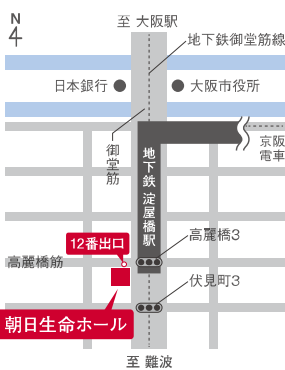 N
4
至 大阪駅
地下鉄御堂筋線
日本銀行
大阪市役所
御堂筋
地下鉄 淀屋橋駅
京阪
電車
12番出口
高麗橋3
高麗橋筋
伏見町3
朝日生命ホール
至 難波